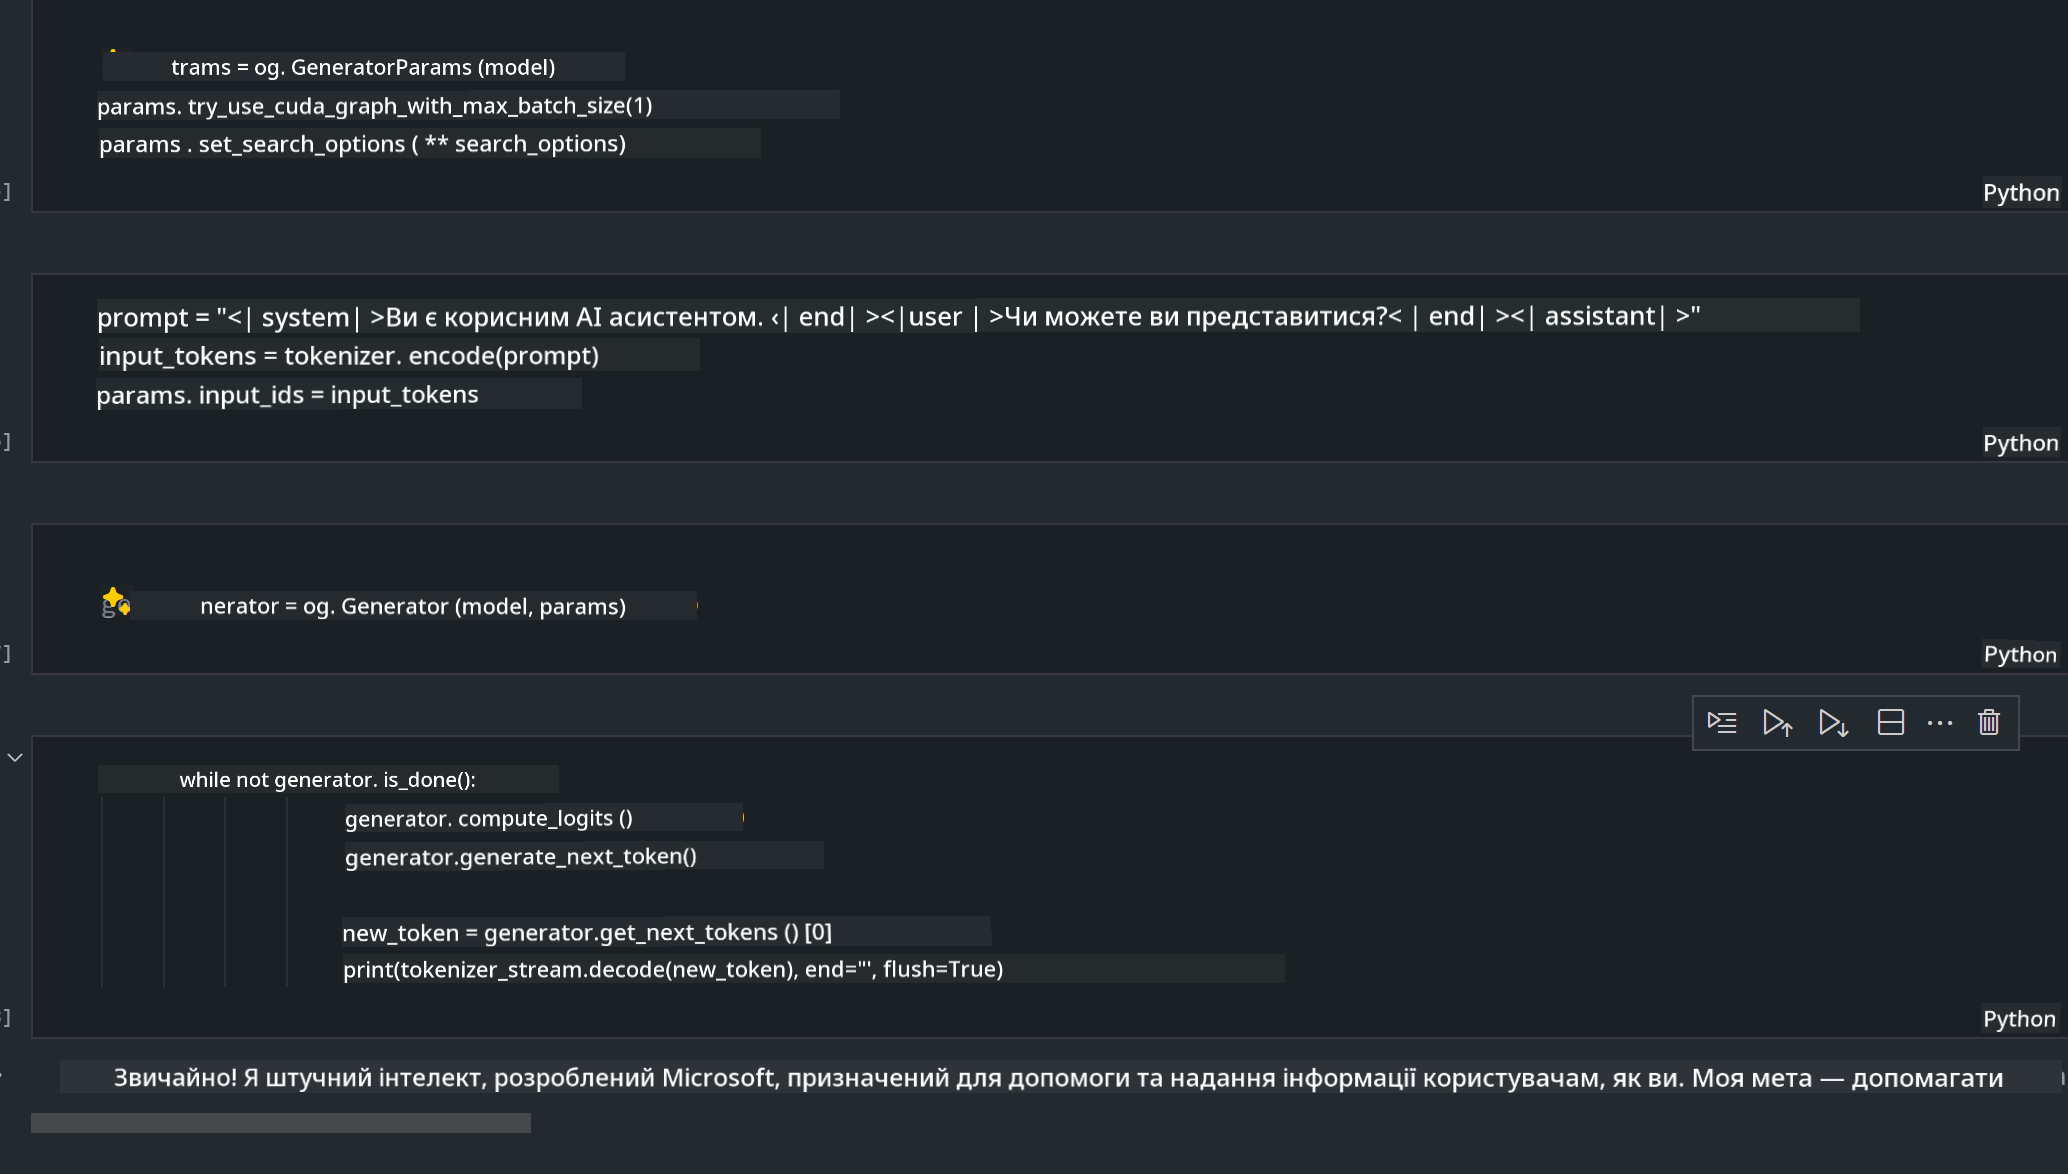 trams = og. GeneratorParams (model)
params. try_use_cuda_graph_with_max_batch_size(1)
params . set_search_options ( ** search_options)
]
Python
prompt = "<| system| >Ви є корисним AI асистентом. ‹| end| ><|user | >Чи можете ви представитися?< | end| ><| assistant| >"
input_tokens = tokenizer. encode(prompt)
params. input_ids = input_tokens
]
Python
nerator = og. Generator (model, params)
]
Python
while not generator. is_done():
generator. compute_logits ()
generator.generate_next_token()
new_token = generator.get_next_tokens () [0]
print(tokenizer_stream.decode(new_token), end="', flush=True)
]
Python
Звичайно! Я штучний інтелект, розроблений Microsoft, призначений для допомоги та надання інформації користувачам, як ви. Моя мета — допомагати